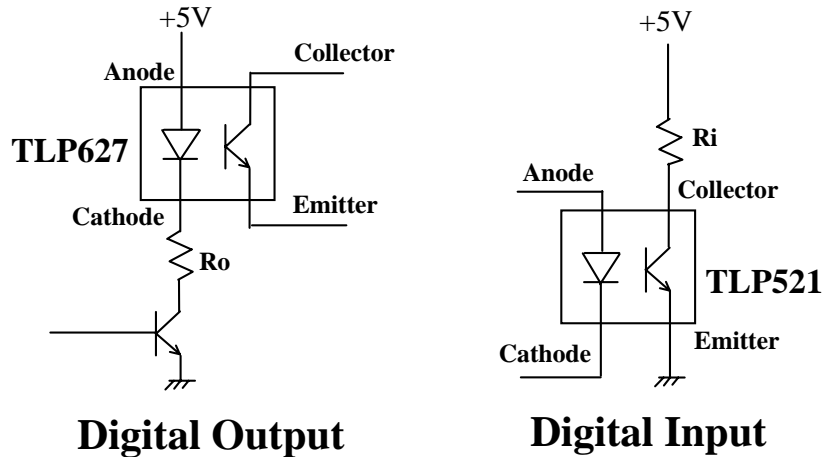 +5V
Collector
Anode
TLP627
Cathode
Emitter
Ro
Digital Output
+5V
Ri
Anode
Collector
TLP521
Emitter
Cathode
Digital Input